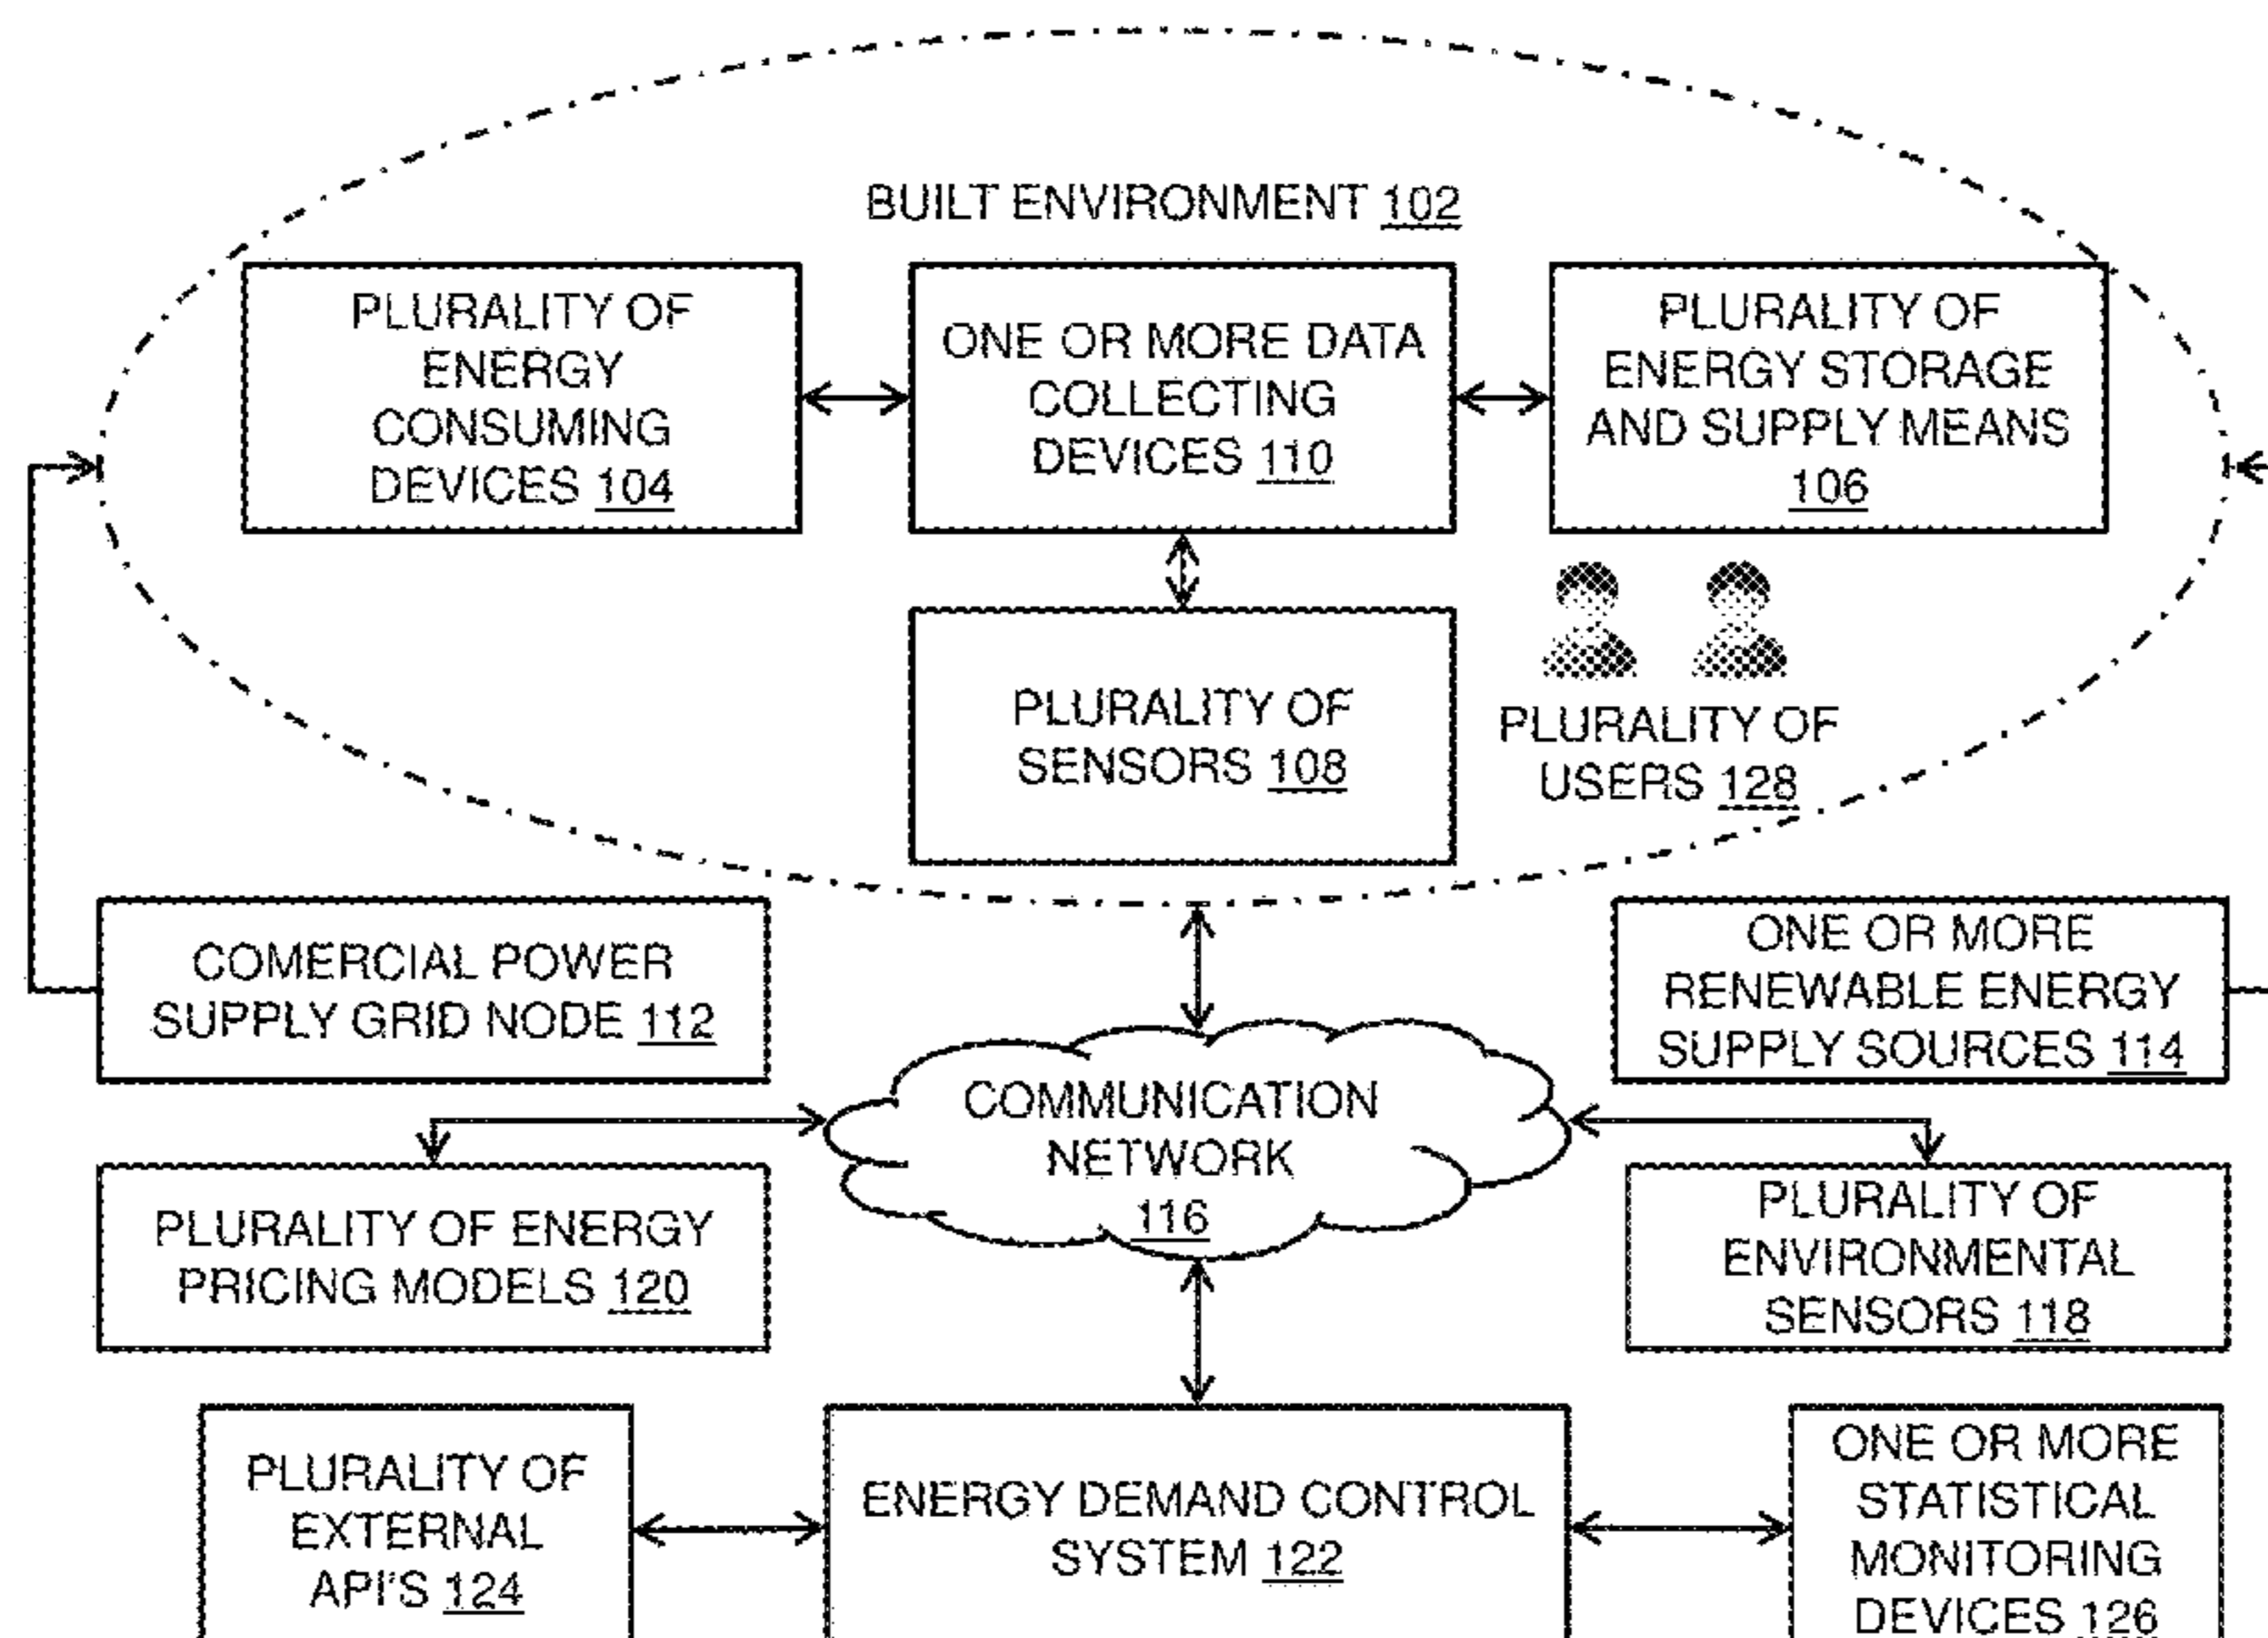 BUILT ENVIRONMENT 102
PLURALITY OF
ENERGY
CONSUMING
DEVICES 104
ONE OR MORE DATA
COLLECTING
DEVICES 110
PLURALITY OF
ENERGY STORAGE
AND SUPPLY MEANS
106
PLURALITY OF
SENSORS 108
PLURALITY OF
USERS 128
COMERCIAL POWER
SUPPLY GRID NODE 112
ONE OR MORE
RENEWABLE ENERGY
SUPPLY SOURCES 114
COMMUNICATION
NETWORK
116
PLURALITY OF ENERGY
PRICING MODELS 120
PLURALITY OF
ENVIRONMENTAL
SENSORS 118
PLURALITY OF
EXTERNAL
API'S 124
ENERGY DEMAND CONTROL
SYSTEM 122
ONE OR MORE
STATISTICAL
MONITORING
DEVICES 126